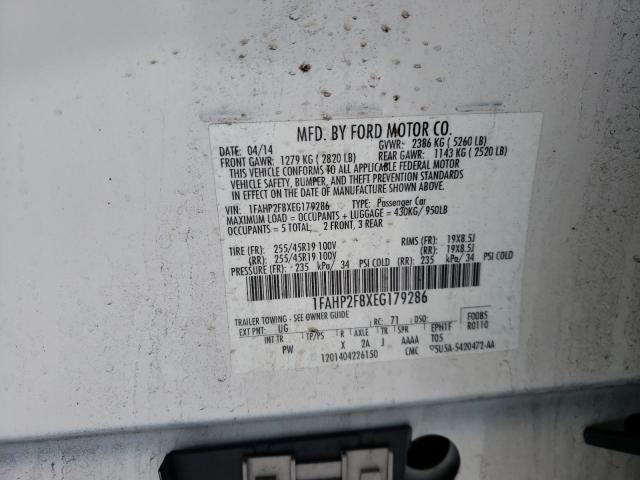 MFD. BY FORD MOTOR CO.
DATE: 04/14 GVWR: 2386 KG ( 5260 LB)
FRONT GAWR: 1279 KG ( 2820 LB) REAR GAWR: 1143 KG ( 2520 LB)
THIS VEHICLE CONFORMS TO ALL APPLICABLE FEDERAL MOTOR
VEHICLE SAFETY, BUMPER, AND THEFT PREVENTION STANDARDS
IN EFFECT ON THE DATE OF MANUFACTURE SHOWN ABOVE.
VIN: 1FAHP2F8XEG179286 TYPE: Passenger Car
MAXIMUM LOAD = OCCUPANTS + LUGGAGE = 430KG/ 950LB
OCCUPANTS = 5 TOTAL: 2 FRONT, 3 REAR
TIRE (FR): 255/45R19 100V RIMS (FR): 19X8.5J
(RR): 255/45R19 100V (RR): 19X8.5J
PRESSURE (FR): 235 kPa/ 34 PSI COLD (RR): 235 kPa/ 34 PSI COLD
1FAHP2F8XEG179286
TRAILER TOWING - SEE OWNER GUIDE
EXT PNT: UG RC: 71 DSO: F0085
INT TR TP/PS R AXLE TR SPR EPH1F R0110
PW X 2A J AAAA T05
1201404226150 CMC 5U5A-5420472-AA